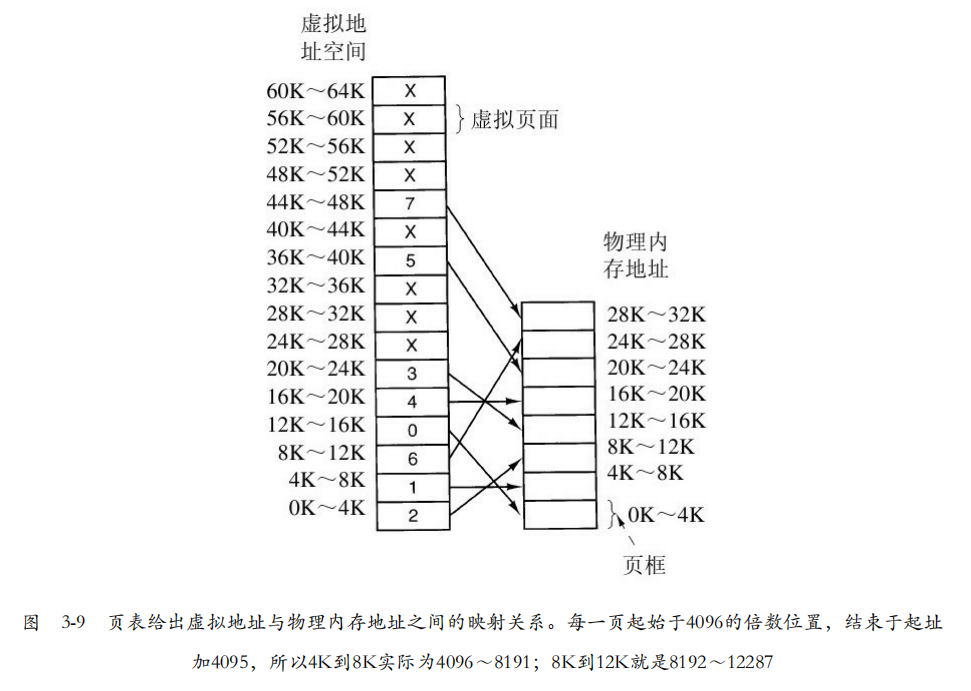 虚拟地
址空间
60K～64K X
56K～60K X 虚拟页面
52K～56K X
48K～52K X
44K～48K 7
40K～44K X
36K～40K 5
32K～36K X
28K～32K X
24K～28K X
20K～24K 3
16K～20K 4
12K～16K 0
8K～12K 6
4K～8K 1
0K～4K 2
物理内
存地址
28K～32K
24K～28K
20K～24K
16K～20K
12K～16K
8K～12K
4K～8K
0K～4K
页框
图 3-9 页表给出虚拟地址与物理内存地址之间的映射关系。每一页起始于4096的倍数位置，结束于起址
加4095，所以4K到8K实际为4096～8191；8K到12K就是8192～12287